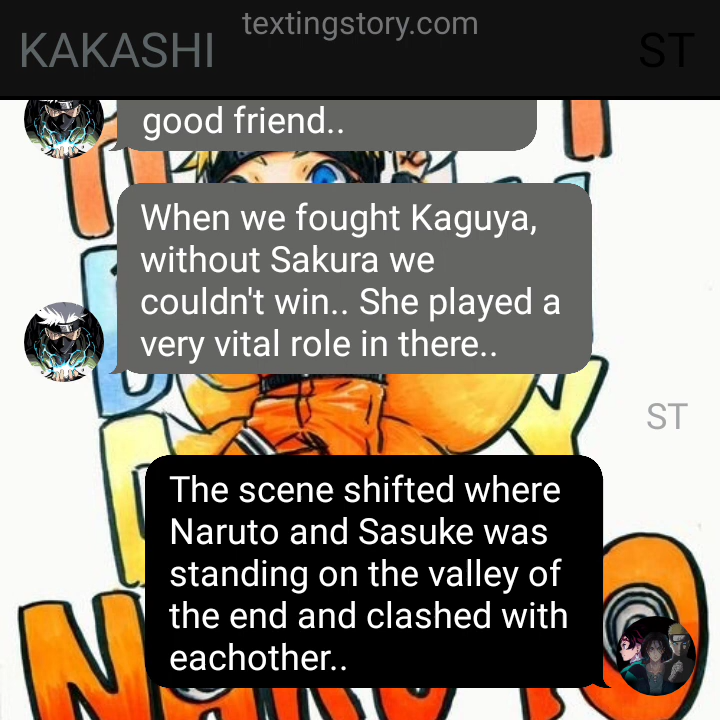 textingstory.com
KAKASHI
ST
good friend..
When we fought Kaguya,
without Sakura we
couldn't win.. She played a
very vital role in there..
ST
The scene shifted where
Naruto and Sasuke was
standing on the valley of
the end and clashed with
eachother..